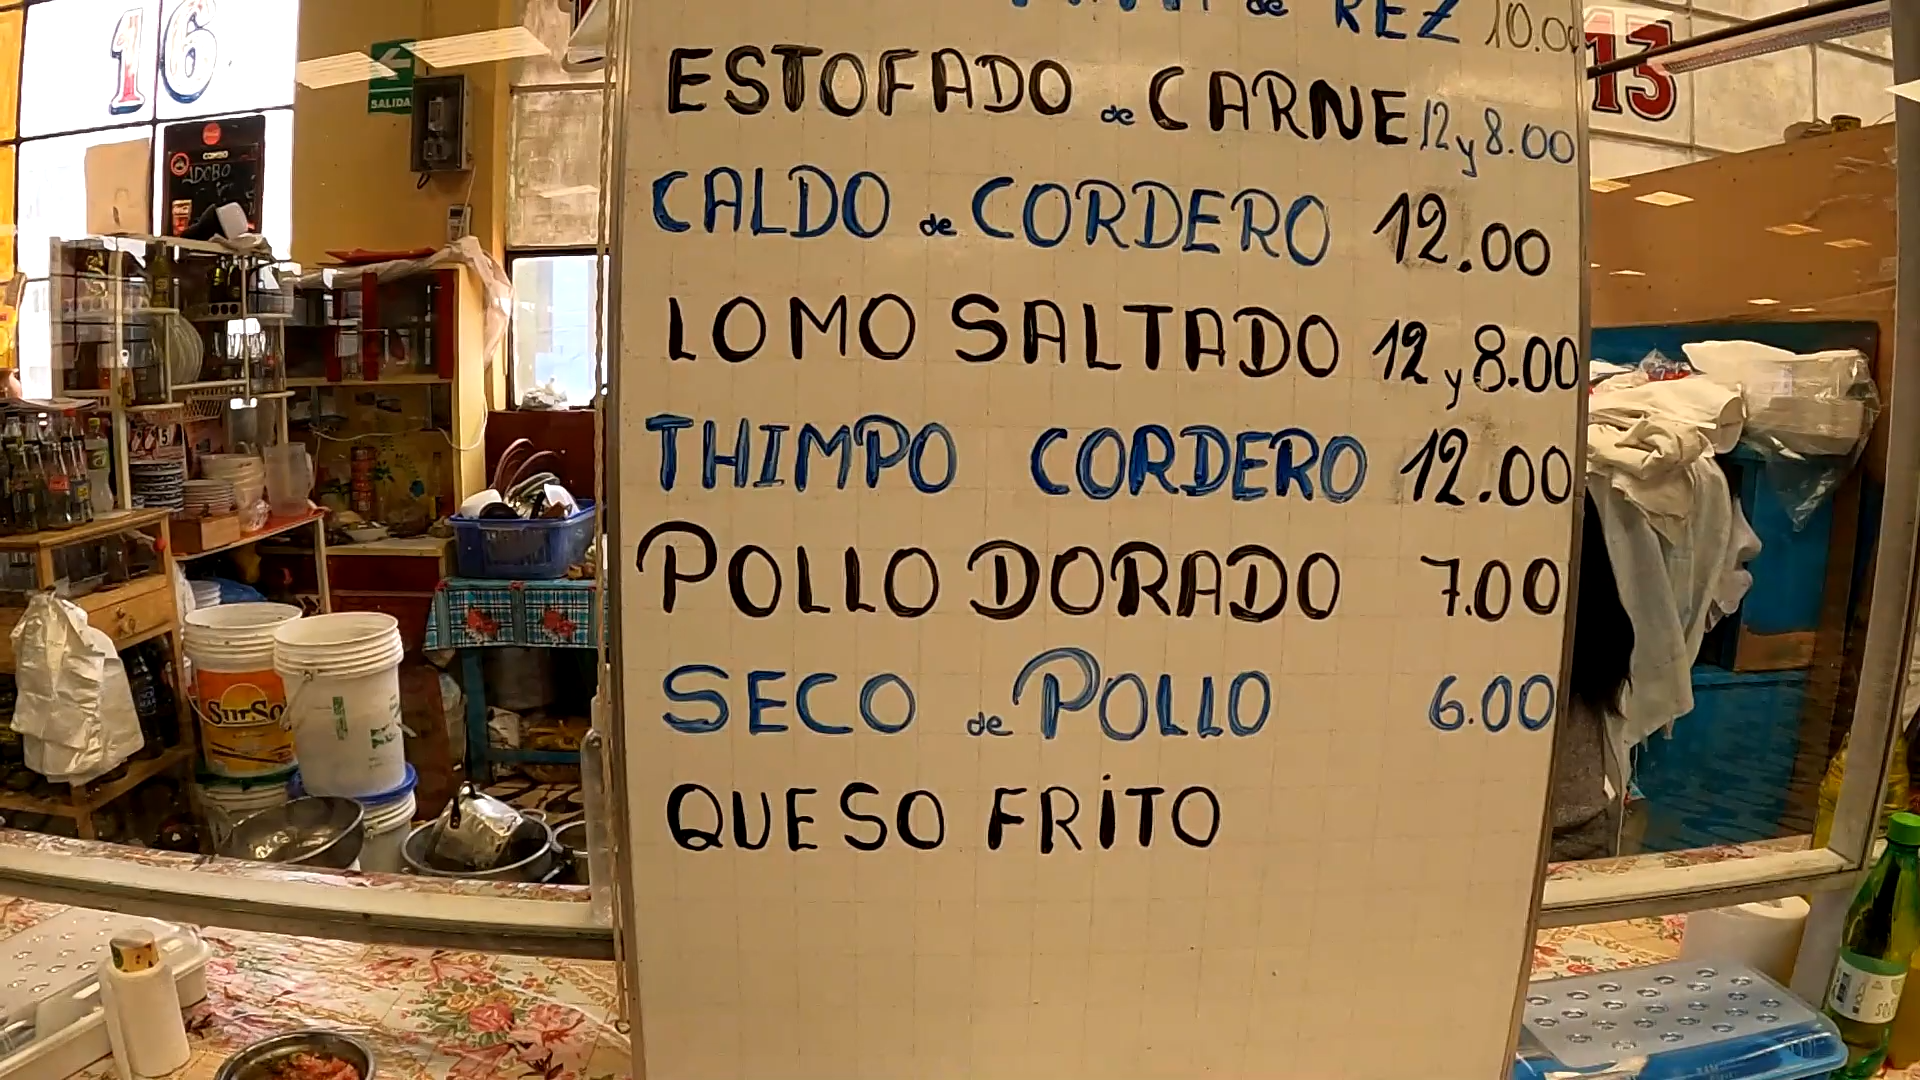 de REZ 10.00
ESTOFADO de CARNE 12 y 8.00
CALDO de CORDERO 12.00
LOMO SALTADO 12 y 8.00
THIMPO CORDERO 12.00
POLLO DORADO 7.00
SECO de POLLO 6.00
QUESO FRITO
16
SALIDA
COMBO
ADOBO
13